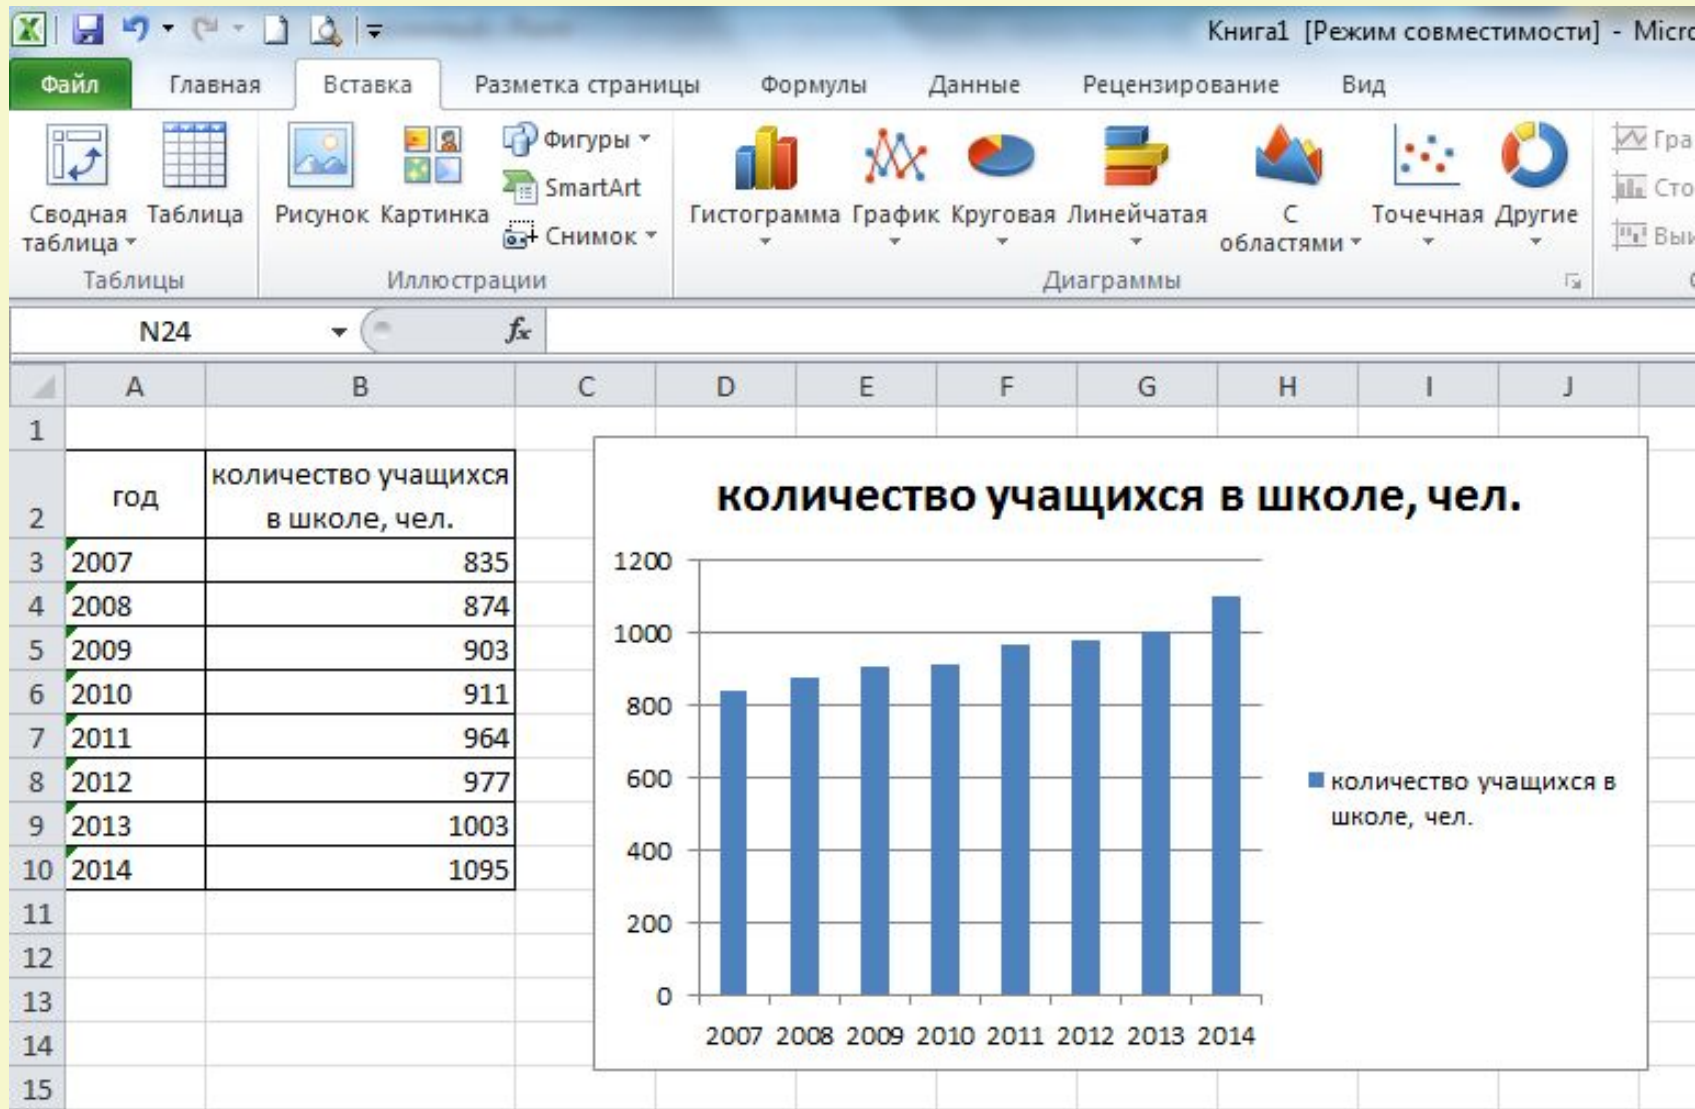 Книга1 [Режим совместимости] - Micro
Файл Главная Вставка Разметка страницы Формулы Данные Рецензирование Вид
Сводная таблица
Таблица
Таблицы
Рисунок
Картинка
Фигуры
SmartArt
Снимок
Иллюстрации
Гистограмма
График
Круговая
Линейчатая
С
областями
Точечная
Другие
Диаграммы
Гра
Сто
N24
fx
A B C D E F G H I J
1
2 год количество учащихся
в школе, чел.
3 2007 835
4 2008 874
5 2009 903
6 2010 911
7 2011 964
8 2012 977
9 2013 1003
10 2014 1095
11
12
13
14
15
количество учащихся в школе, чел.
1200
1000
800
600
400
200
0
2007 2008 2009 2010 2011 2012 2013 2014
количество учащихся в
школе, чел.